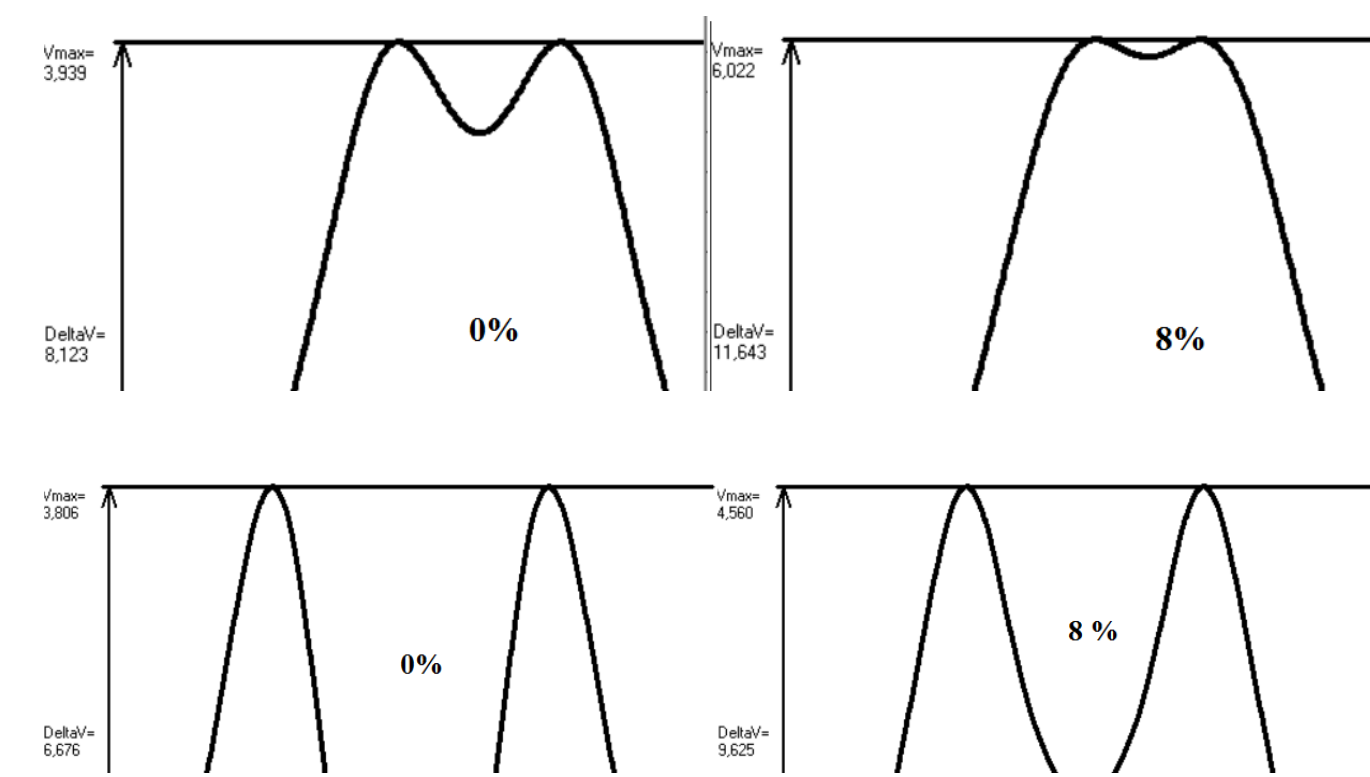 Vmax=
3,939
DeltaV=
8,123
0%
Vmax=
6,022
DeltaV=
11,643
8%
Vmax=
3,806
DeltaV=
6,676
0%
Vmax=
4,560
DeltaV=
9,625
8 %